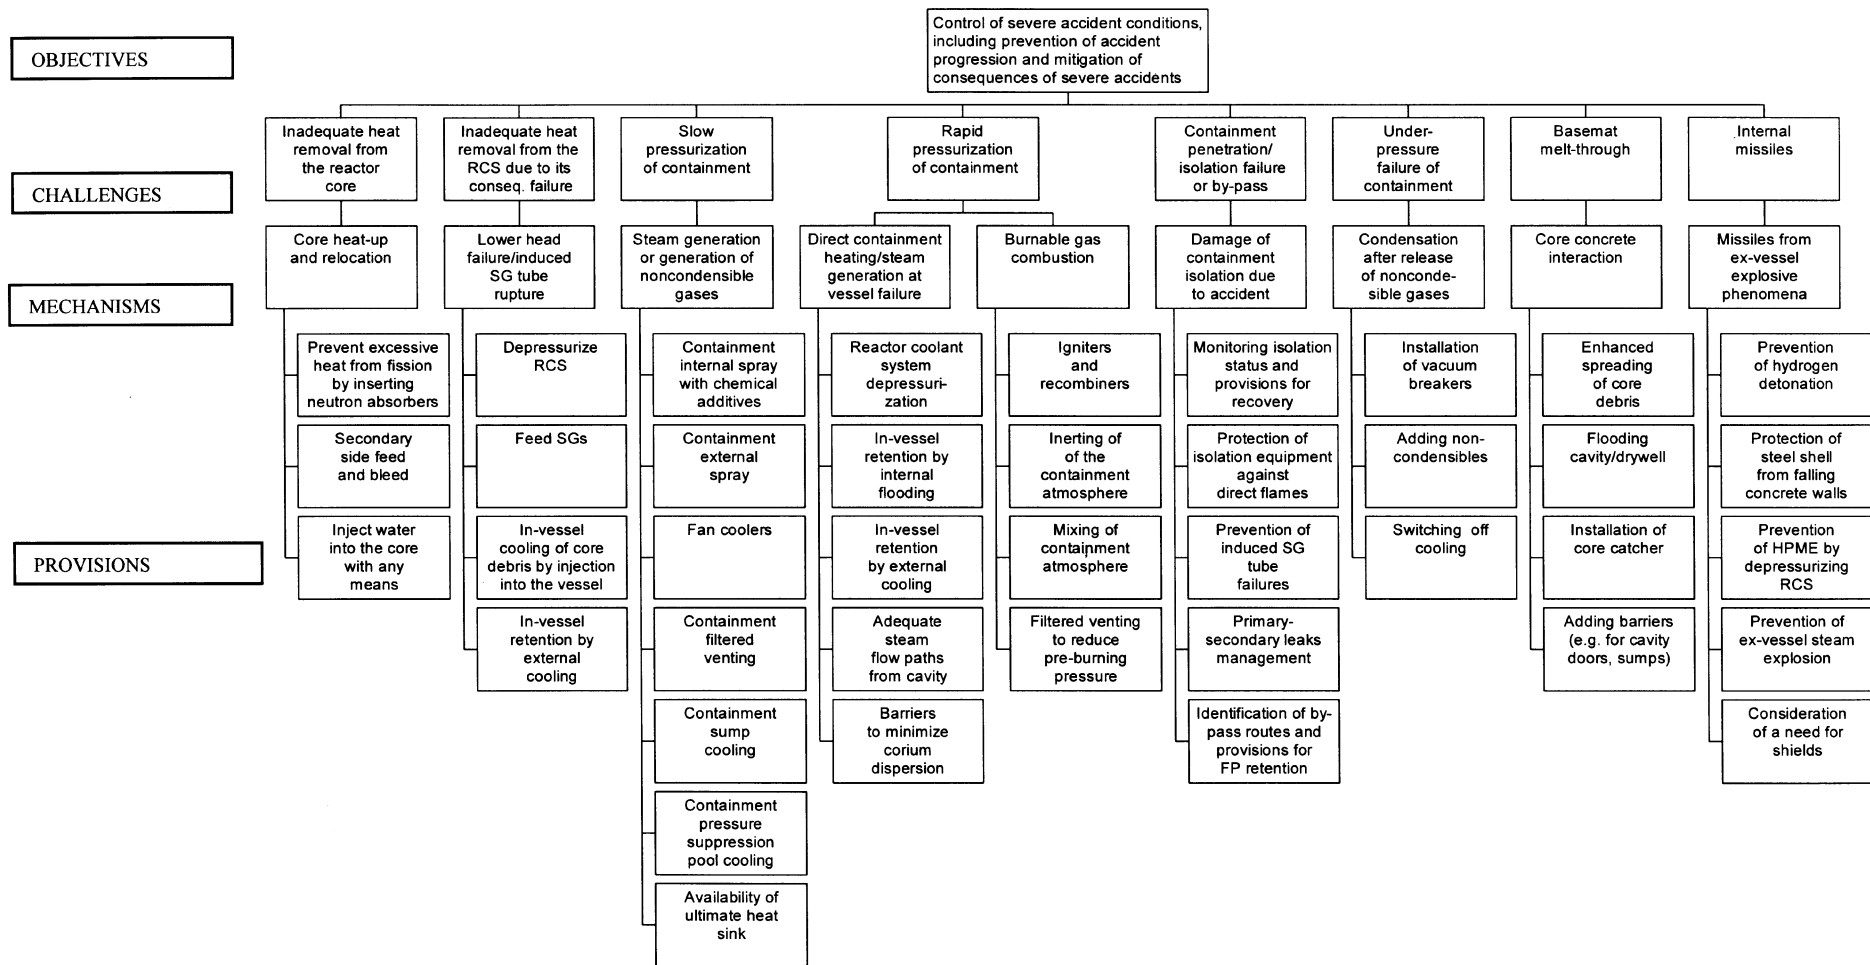 OBJECTIVES
Control of severe accident conditions,
including prevention of accident
progression and mitigation of
consequences of severe accidents
CHALLENGES
Inadequate heat
removal from
the reactor
core
Inadequate heat
removal from the
RCS due to its
conseq. failure
Slow
pressurization
of containment
Rapid
pressurization
of containment
Containment
penetration/
isolation failure
or by-pass
Under-
pressure
failure of
containment
Basemat
melt-through
Internal
missiles
MECHANISMS
Core heat-up
and relocation
Lower head
failure/induced
SG tube
rupture
Steam generation
or generation of
noncondensible
gases
Direct containment
heating/steam
generation at
vessel failure
Burnable gas
combustion
Damage of
containment
isolation due
to accident
Condensation
after release
of nonconde-
sible gases
Core concrete
interaction
Missiles from
ex-vessel
explosive
phenomena
PROVISIONS
Prevent excessive
heat from fission
by inserting
neutron absorbers
Secondary
side feed
and bleed
Inject water
into the core
with any
means
Depressurize
RCS
Feed SGs
In-vessel
cooling of core
debris by injection
into the vessel
In-vessel
retention by
external
cooling
Containment
internal spray
with chemical
additives
Containment
external
spray
Fan coolers
Containment
filtered
venting
Containment
sump
cooling
Containment
pressure
suppression
pool cooling
Availability of
ultimate heat
sink
Reactor coolant
system
depressuri-
zation
In-vessel
retention by
internal
flooding
In-vessel
retention
by external
cooling
Adequate
steam
flow paths
from cavity
Barriers
to minimize
corium
dispersion
Igniters
and
recombiners
Inerting of
of the
containment
atmosphere
Mixing of
containment
atmosphere
Filtered venting
to reduce
pre-burning
pressure
Monitoring isolation
status and
provisions for
recovery
Protection of
isolation equipment
against
direct flames
Prevention of
induced SG
tube
failures
Primary-
secondary leaks
management
Identification of by-
pass routes and
provisions for
FP retention
Installation
of vacuum
breakers
Adding non-
condensibles
Switching off
cooling
Enhanced
spreading
of core
debris
Flooding
cavity/drywell
Installation of
core catcher
Adding barriers
(e.g. for cavity
doors, sumps)
Prevention
of hydrogen
detonation
Protection of
steel shell
from falling
concrete walls
Prevention
of HPME by
depressurizing
RCS
Prevention of
ex-vessel steam
explosion
Consideration
of a need for
shields